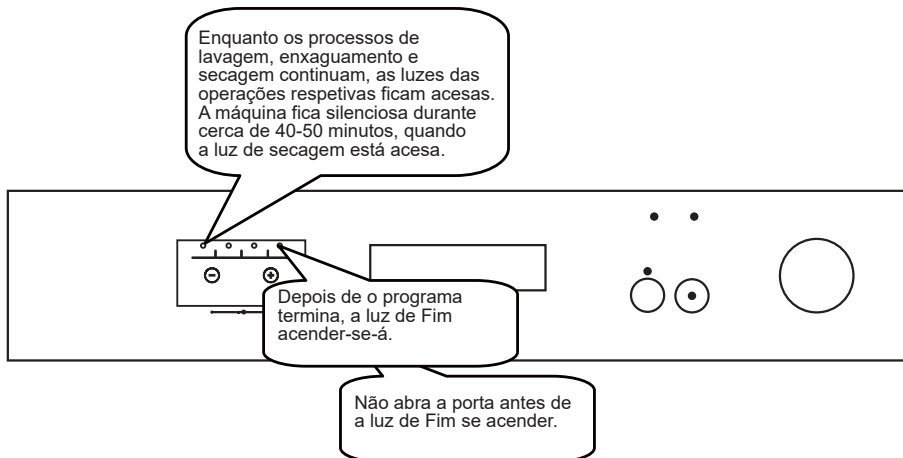 Enquanto os processos de
lavagem, enxaguamento e
secagem continuam, as luzes das
operações respetivas ficam acesas.
A máquina fica silenciosa durante
cerca de 40-50 minutos, quando
a luz de secagem está acesa.
Depois de o programa
termina, a luz de Fim
acender-se-á.
Não abra a porta antes de
a luz de Fim se acender.